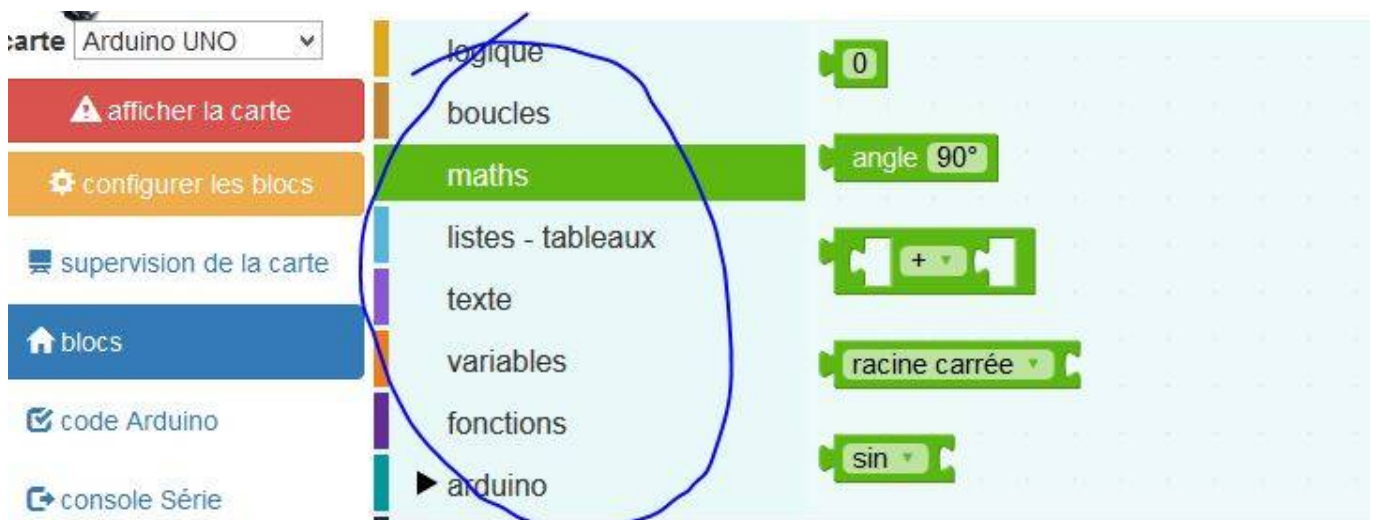 carte Arduino UNO
afficher la carte
configurer les blocs
supervision de la carte
blocs
code Arduino
console Série
logique
boucles
maths
listes - tableaux
texte
variables
fonctions
arduino
0
angle 90°
+
racine carrée
sin